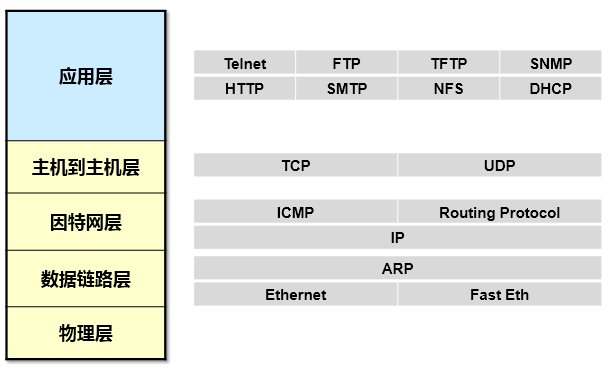 应用层
Telnet FTP TFTP SNMP
HTTP SMTP NFS DHCP
主机到主机层
TCP UDP
因特网层
ICMP Routing Protocol
IP
数据链路层
ARP
Ethernet Fast Eth
物理层